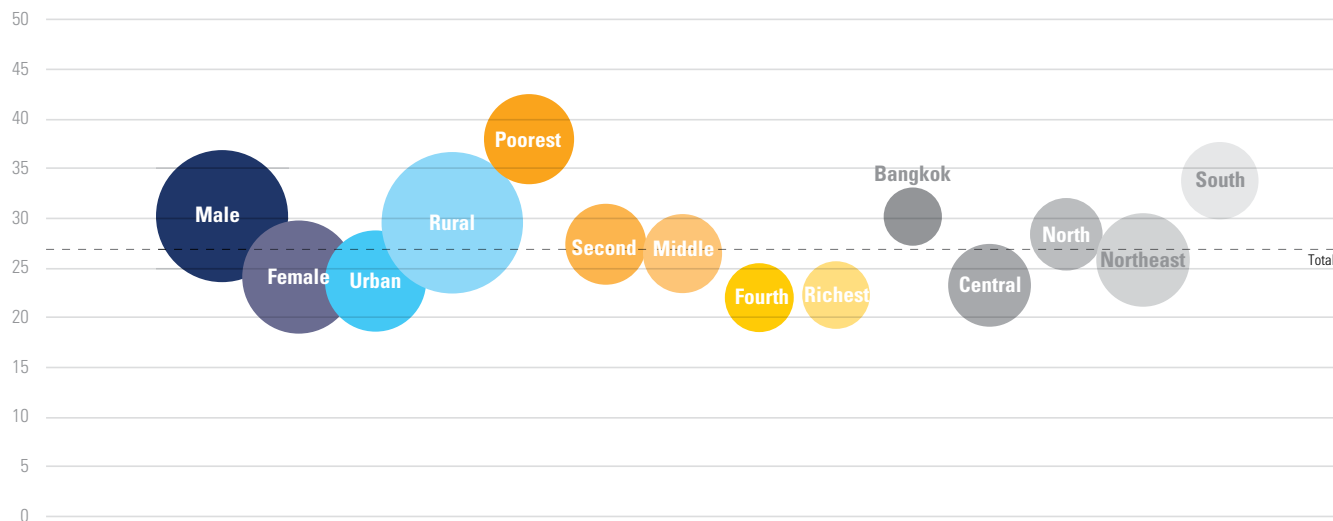 50
45
40
35
30
25
20
15
10
5
0
Male
Female
Urban
Rural
Poorest
Second
Middle
Fourth
Richest
Bangkok
Central
North
Northeast
South
Total